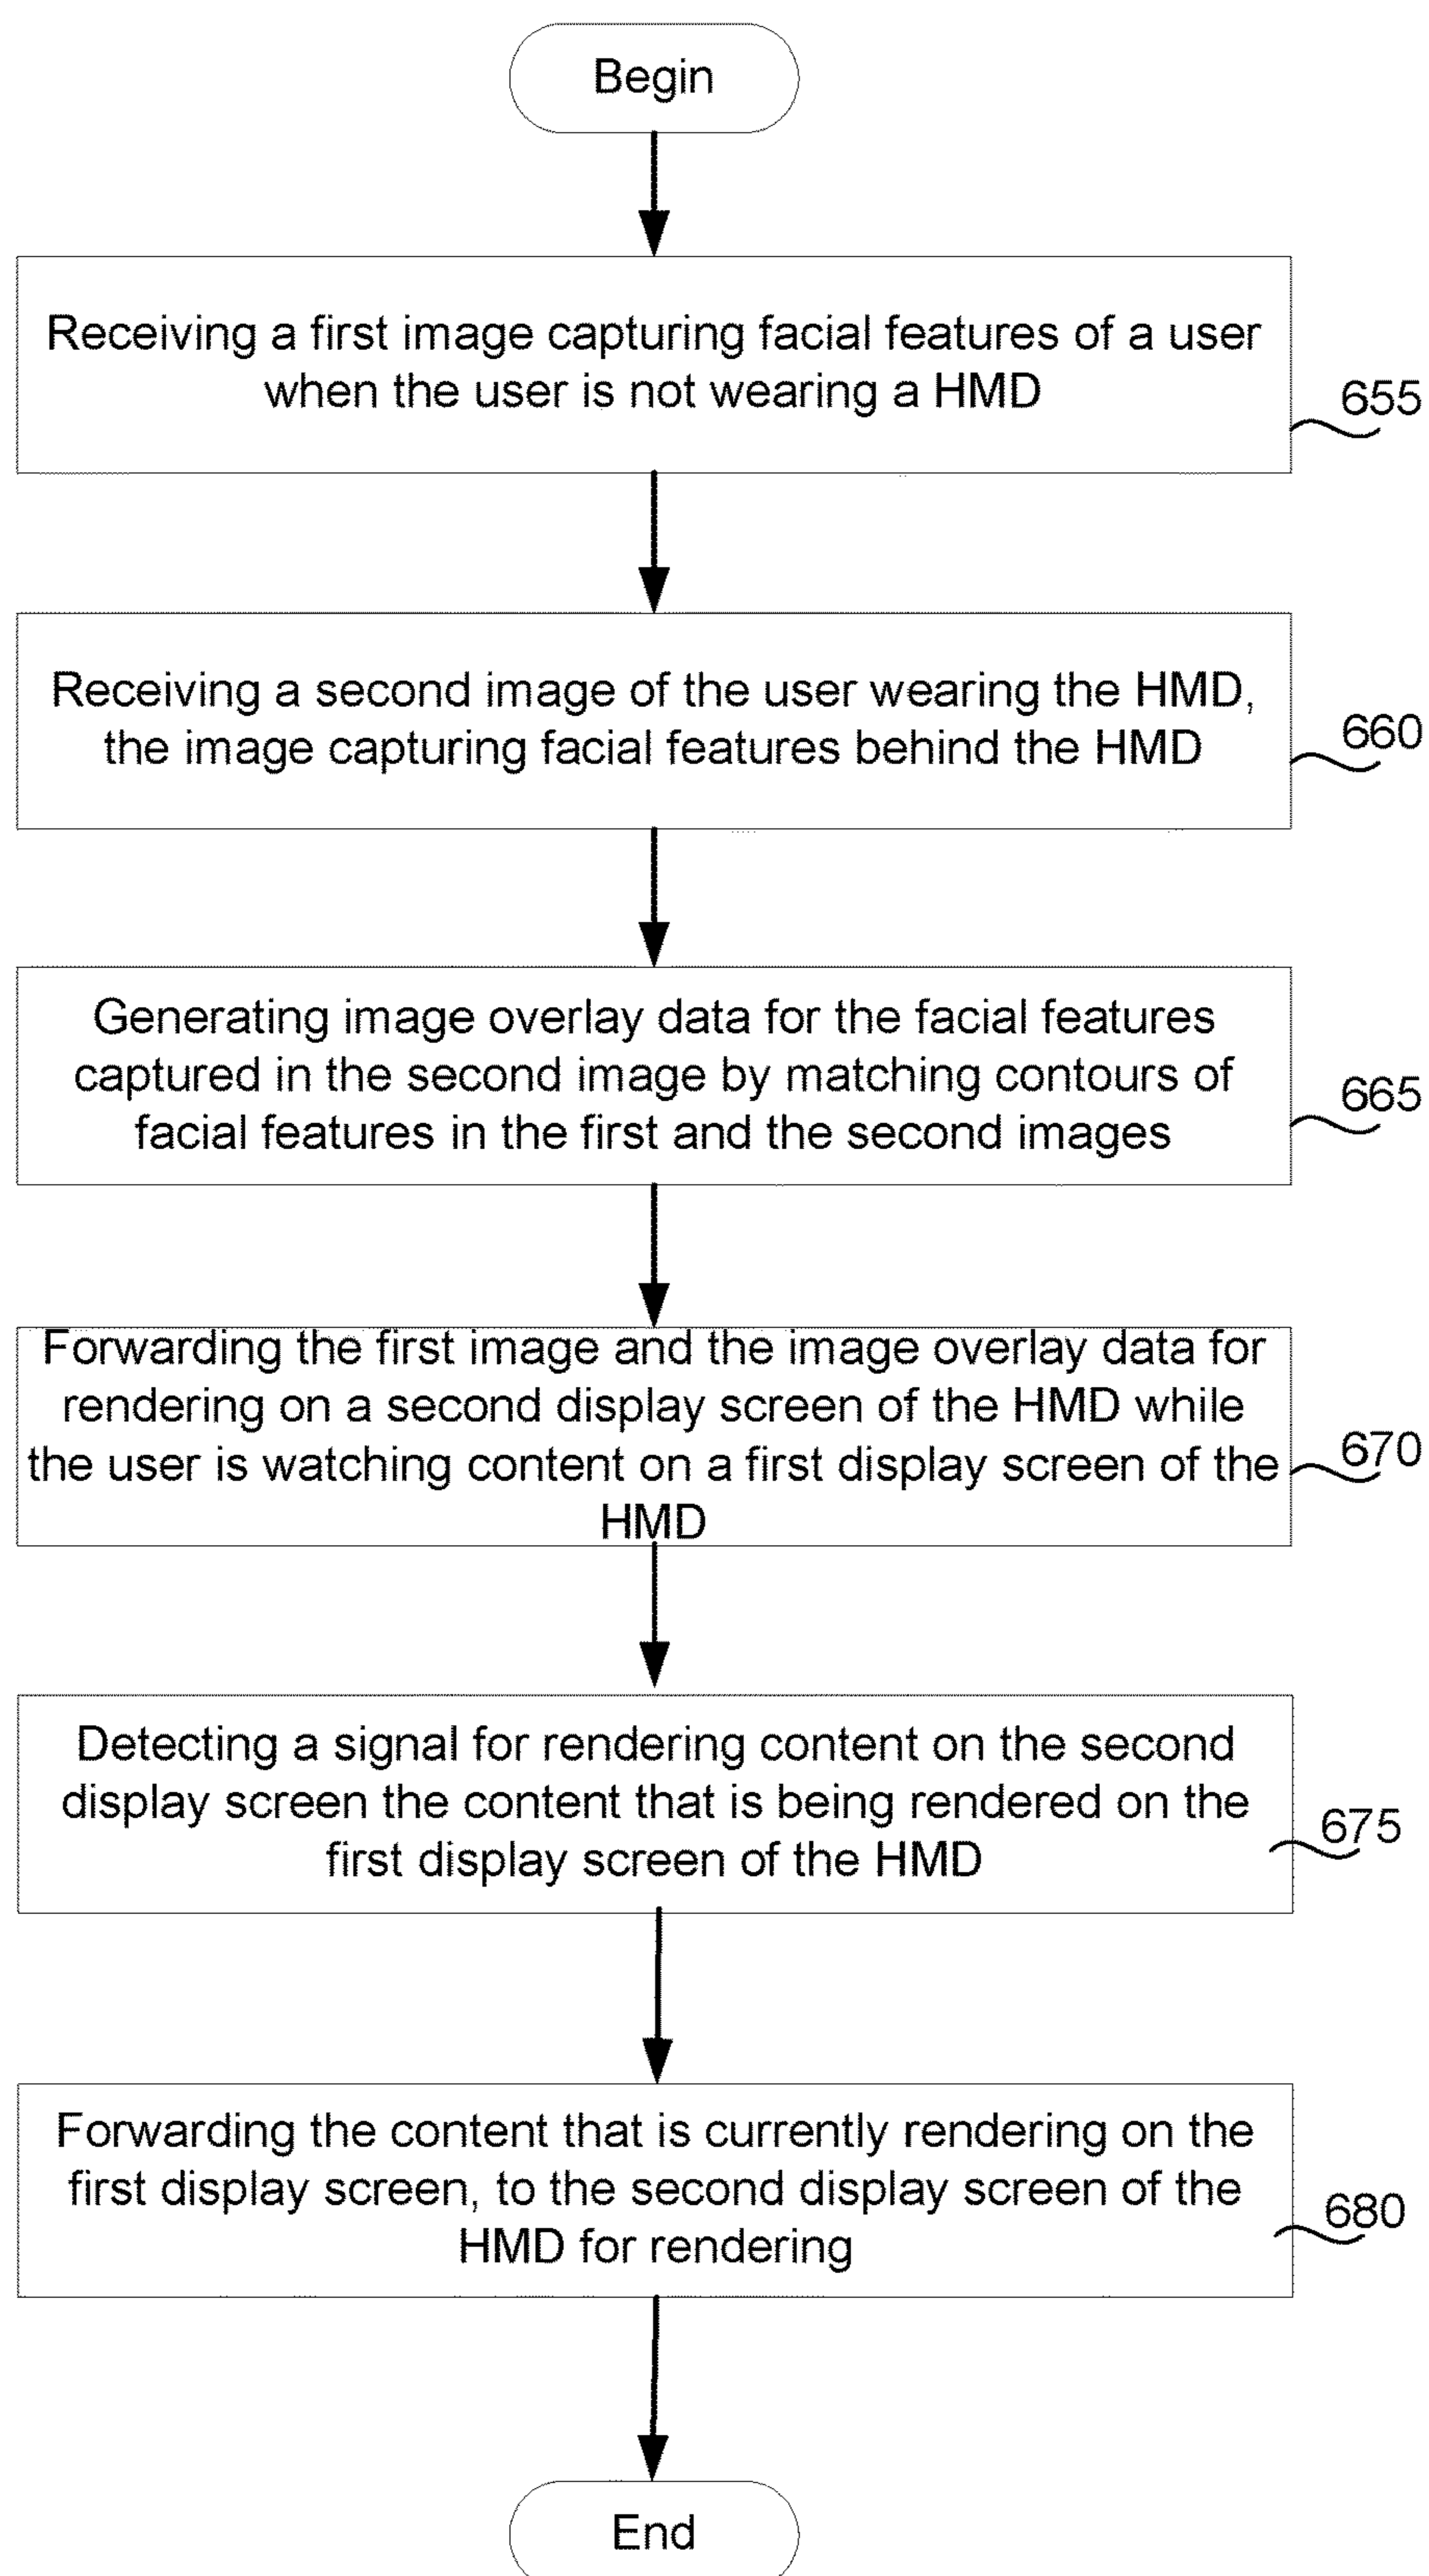 Begin
Receiving a first image capturing facial features of a user
when the user is not wearing a HMD
655
Receiving a second image of the user wearing the HMD,
the image capturing facial features behind the HMD
660
Generating image overlay data for the facial features
captured in the second image by matching contours of
facial features in the first and the second images
665
Forwarding the first image and the image overlay data for
rendering on a second display screen of the HMD while
the user is watching content on a first display screen of the
HMD
670
Detecting a signal for rendering content on the second
display screen the content that is being rendered on the
first display screen of the HMD
675
Forwarding the content that is currently rendering on the
first display screen, to the second display screen of the
HMD for rendering
680
End